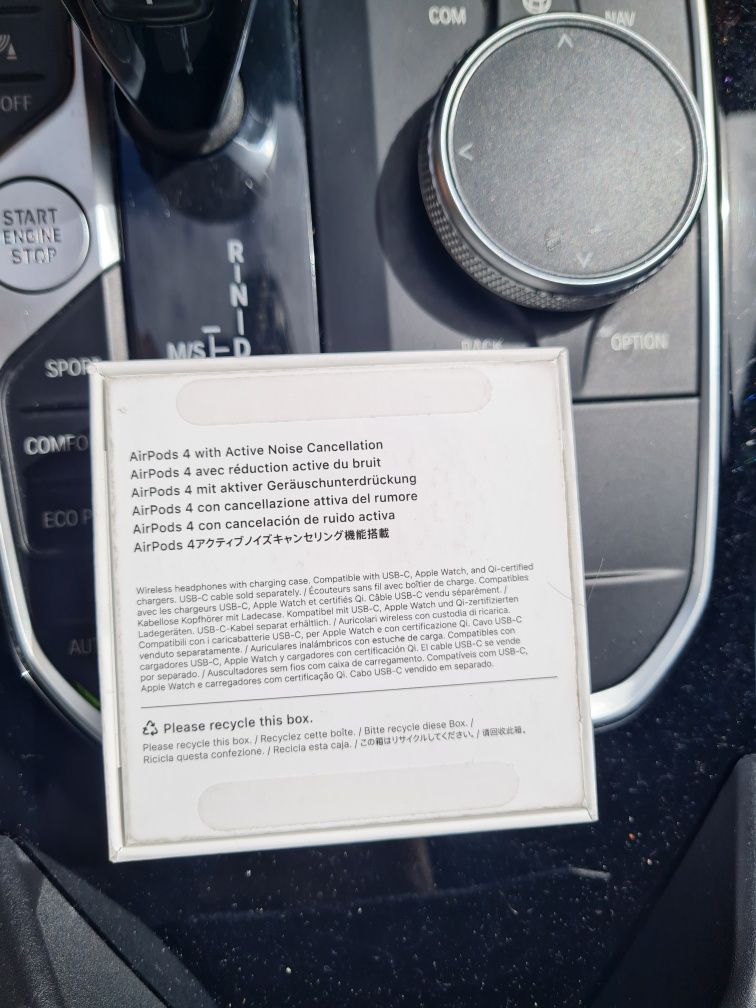 COM
NAV
OFF
START
ENGINE
STOP
R
N
D
M/S
BACK
OPTION
SPORT
COMFO
ECO P
AU
AirPods 4 with Active Noise Cancellation
AirPods 4 avec réduction active du bruit
AirPods 4 mit aktiver Geräuschunterdrückung
AirPods 4 con cancellazione attiva del rumore
AirPods 4 con cancelación de ruido activa
AirPods 4アクティブノイズキャンセリング機能搭載
Wireless headphones with charging case. Compatible with USB-C, Apple Watch, and Qi-certified
chargers. USB-C cable sold separately. / Écouteurs sans fil avec boîtier de charge. Compatibles
avec les chargeurs USB-C, Apple Watch et certifiés Qi. Câble USB-C vendu séparément. /
Kabellose Kopfhörer mit Ladecase. Kompatibel mit USB-C, Apple Watch und Qi-zertifizierten
Ladegeräten. USB-C-Kabel separat erhältlich. / Auricolari wireless con custodia di ricarica.
Compatibili con i caricabatterie USB-C, per Apple Watch e con certificazione Qi. Cavo USB-C
venduto separatamente. / Auriculares inalámbricos con estuche de carga. Compatibles con
cargadores USB-C, Apple Watch y cargadores con certificación Qi. El cable USB-C se vende
por separado. / Auscultadores sem fios com caixa de carregamento. Compatíveis com USB-C,
Apple Watch e carregadores com certificação Qi. Cabo USB-C vendido em separado.
Please recycle this box.
Please recycle this box. / Recyclez cette boîte. / Bitte recycle diese Box. /
Ricicla questa confezione. / Recicla esta caja. / この箱はリサイクルしてください。/ 请回收此箱。